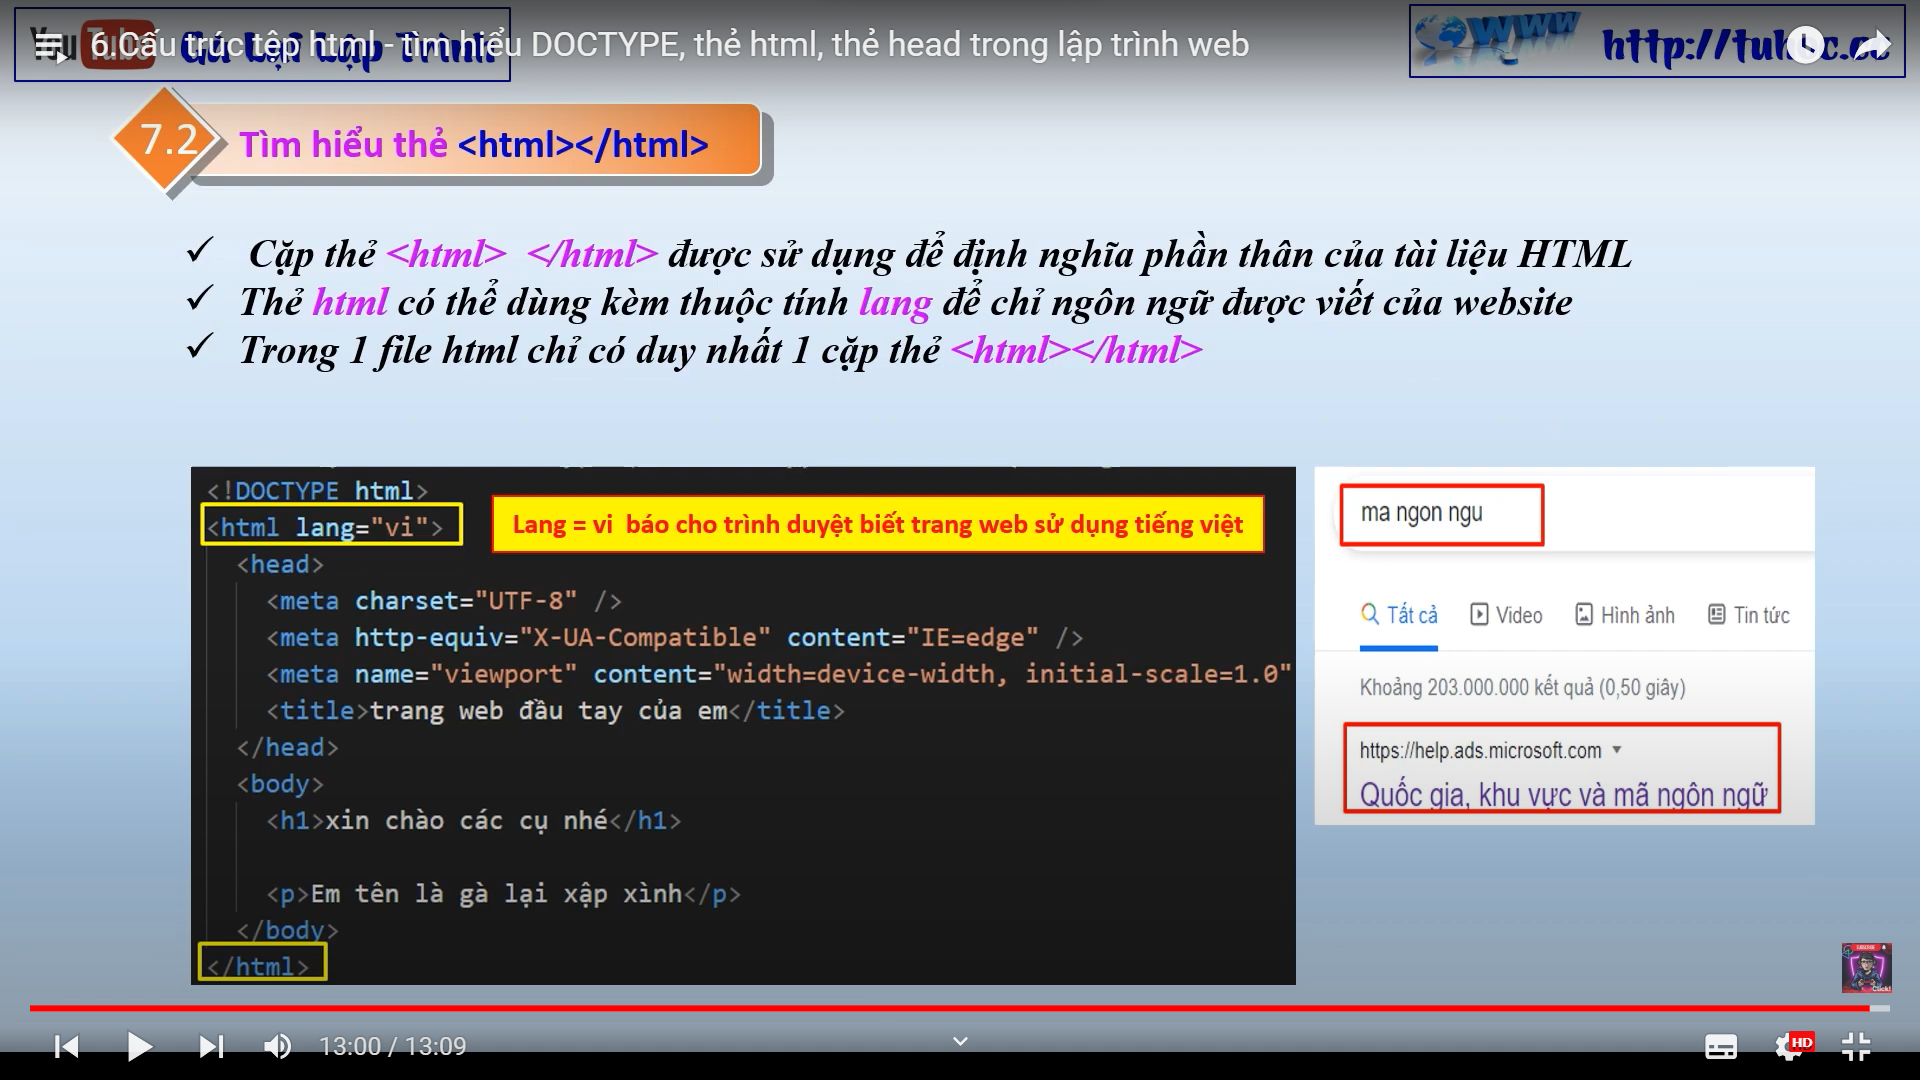 6.Cấu trúc tệp html - tìm hiểu DOCTYPE, thẻ html, thẻ head trong lập trình web
YouTube Gà Lại Lập Trình
WWW
7.2 Tìm hiểu thẻ <html></html>
✓ Cặp thẻ <html> </html> được sử dụng để định nghĩa phần thân của tài liệu HTML
✓ Thẻ html có thể dùng kèm thuộc tính lang để chỉ ngôn ngữ được viết của website
✓ Trong 1 file html chỉ có duy nhất 1 cặp thẻ <html></html>
<!DOCTYPE html>
<html lang="vi">
Lang = vi báo cho trình duyệt biết trang web sử dụng tiếng việt
<head>
<meta charset="UTF-8" />
<meta http-equiv="X-UA-Compatible" content="IE=edge" />
<meta name="viewport" content="width=device-width, initial-scale=1.0"
<title>trang web đầu tay của em</title>
</head>
<body>
<h1>xin chào các cụ nhé</h1>
<p>Em tên là gà lại xập xình</p>
</body>
</html>
ma ngon ngu
Tất cả Video Hình ảnh Tin tức
Khoảng 203.000.000 kết quả (0,50 giây)
https://help.ads.microsoft.com
Quốc gia, khu vực và mã ngôn ngữ
SUBSCRIBE
Click!
13:00 / 13:09
HD